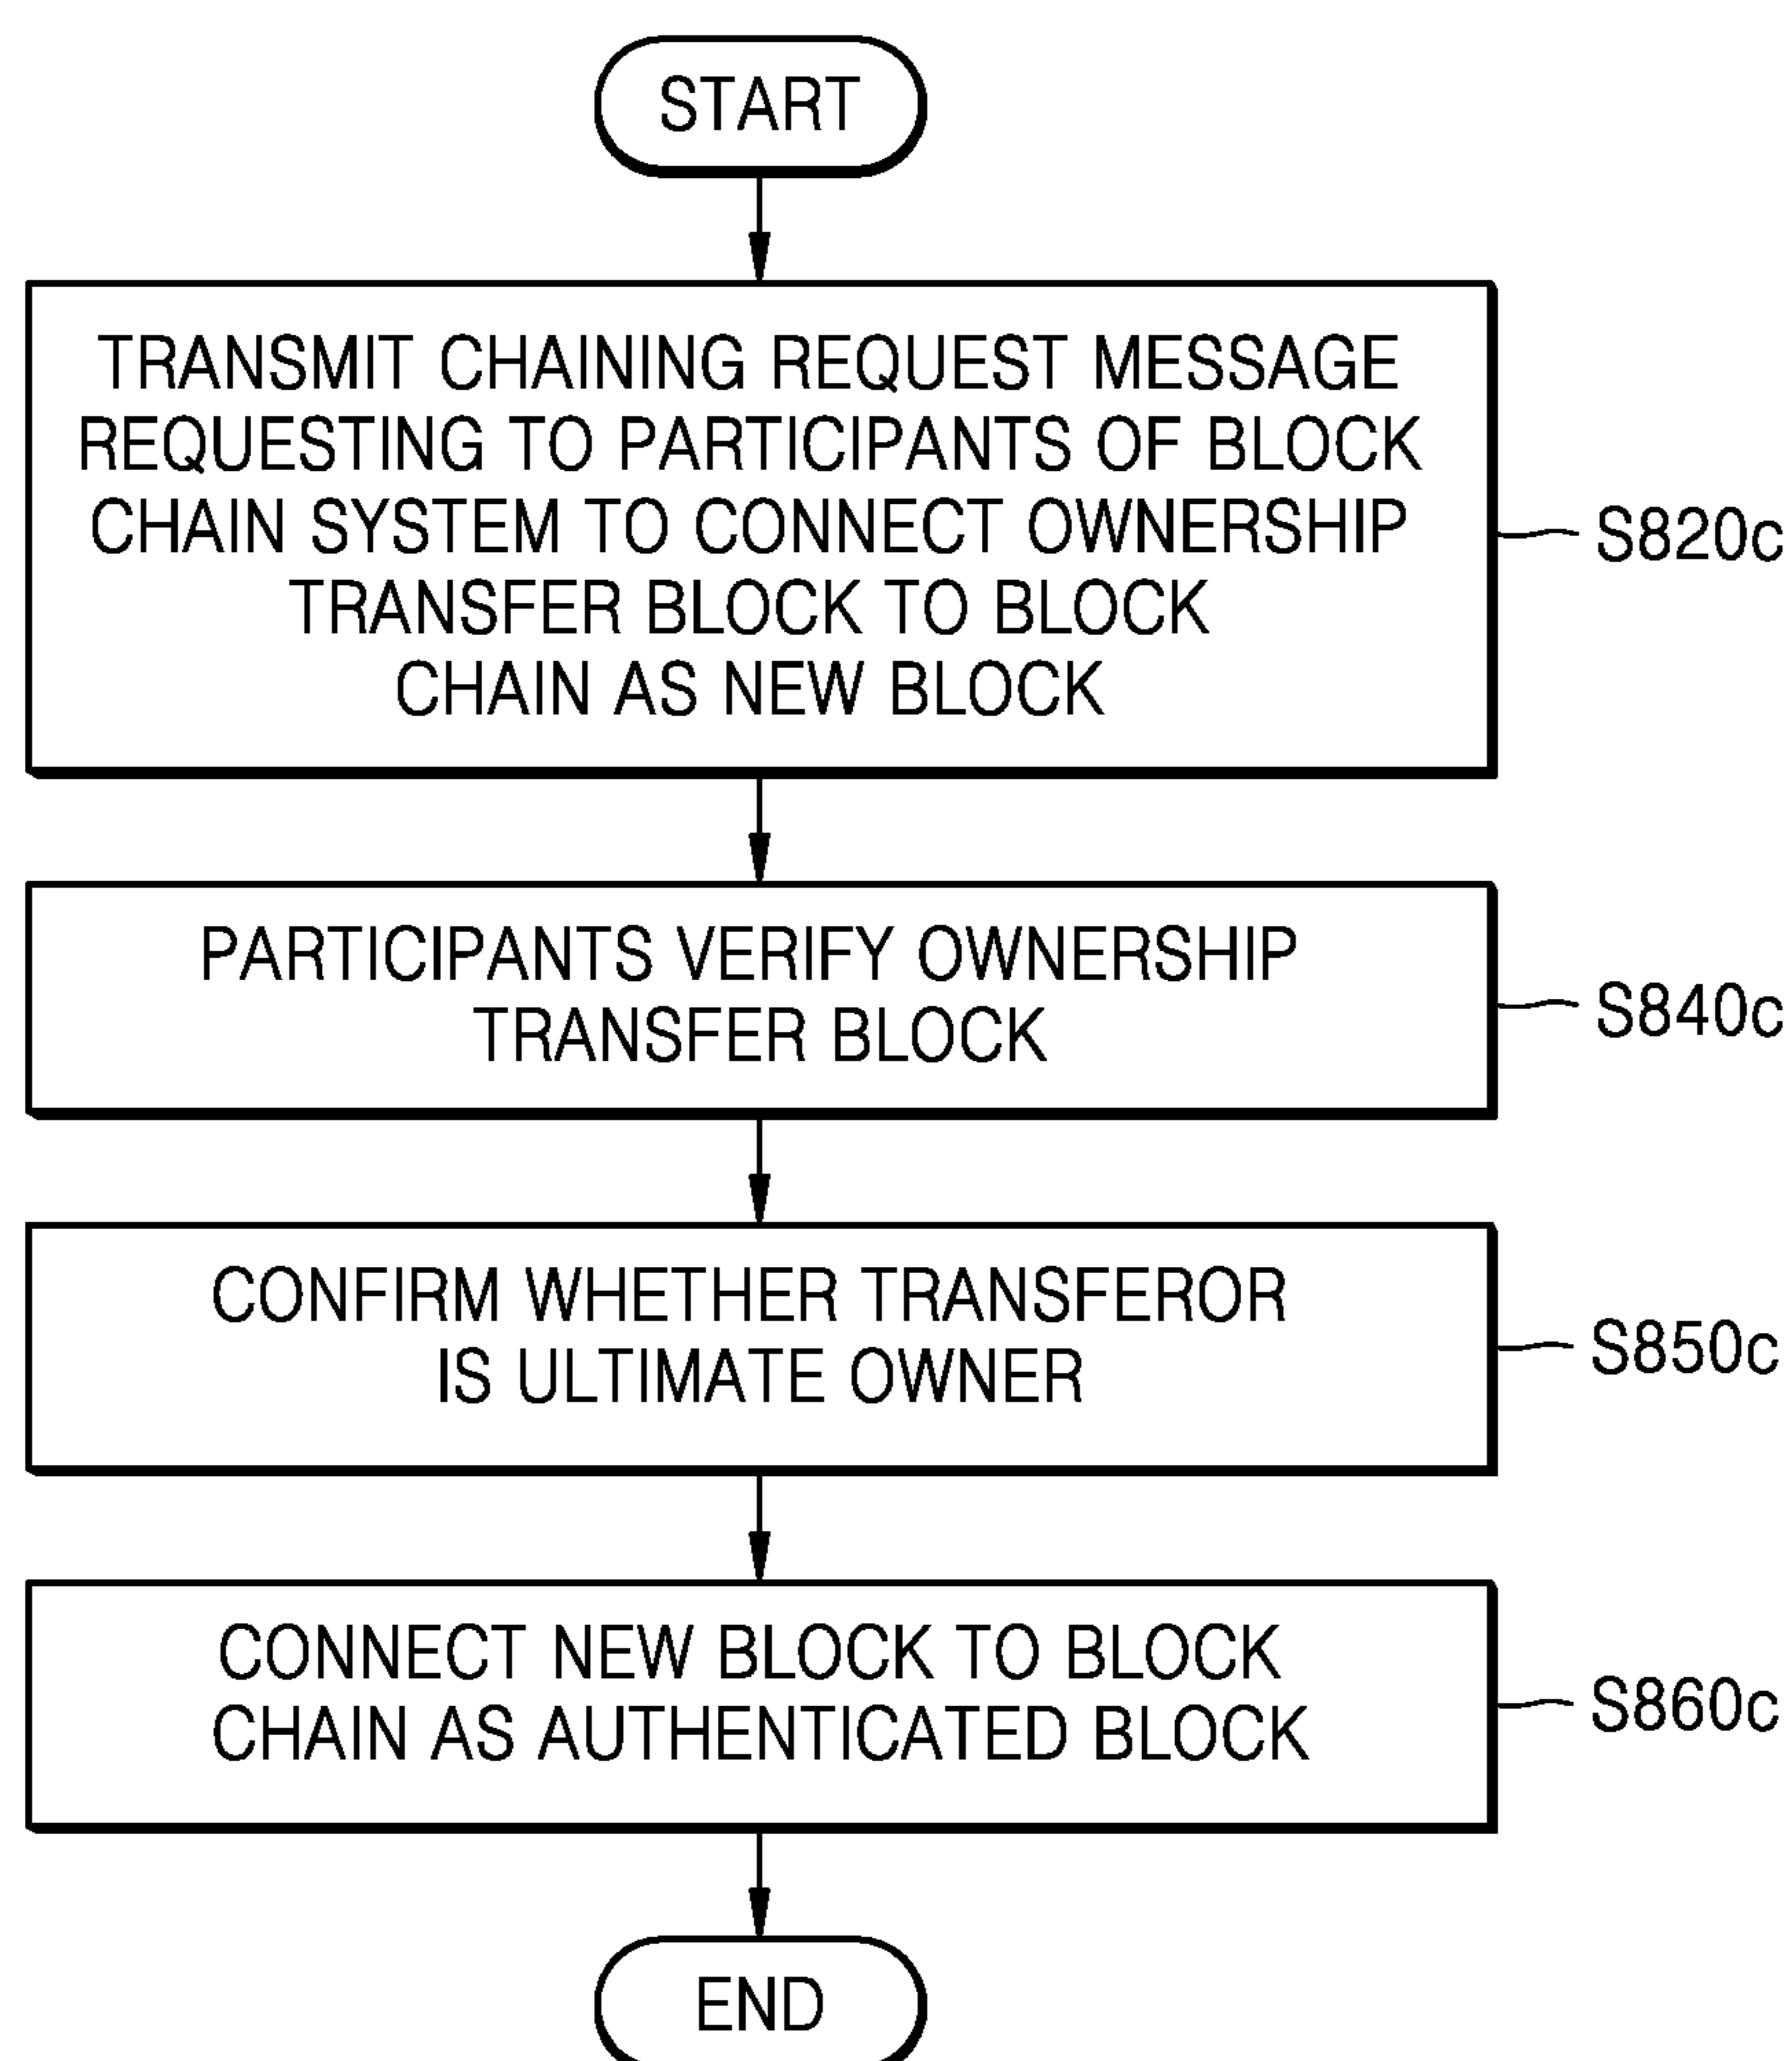 START
TRANSMIT CHAINING REQUEST MESSAGE
REQUESTING TO PARTICIPANTS OF BLOCK
CHAIN SYSTEM TO CONNECT OWNERSHIP
TRANSFER BLOCK TO BLOCK
CHAIN AS NEW BLOCK
S820c
PARTICIPANTS VERIFY OWNERSHIP
TRANSFER BLOCK
S840c
CONFIRM WHETHER TRANSFEROR
IS ULTIMATE OWNER
S850c
CONNECT NEW BLOCK TO BLOCK
CHAIN AS AUTHENTICATED BLOCK
S860c
END